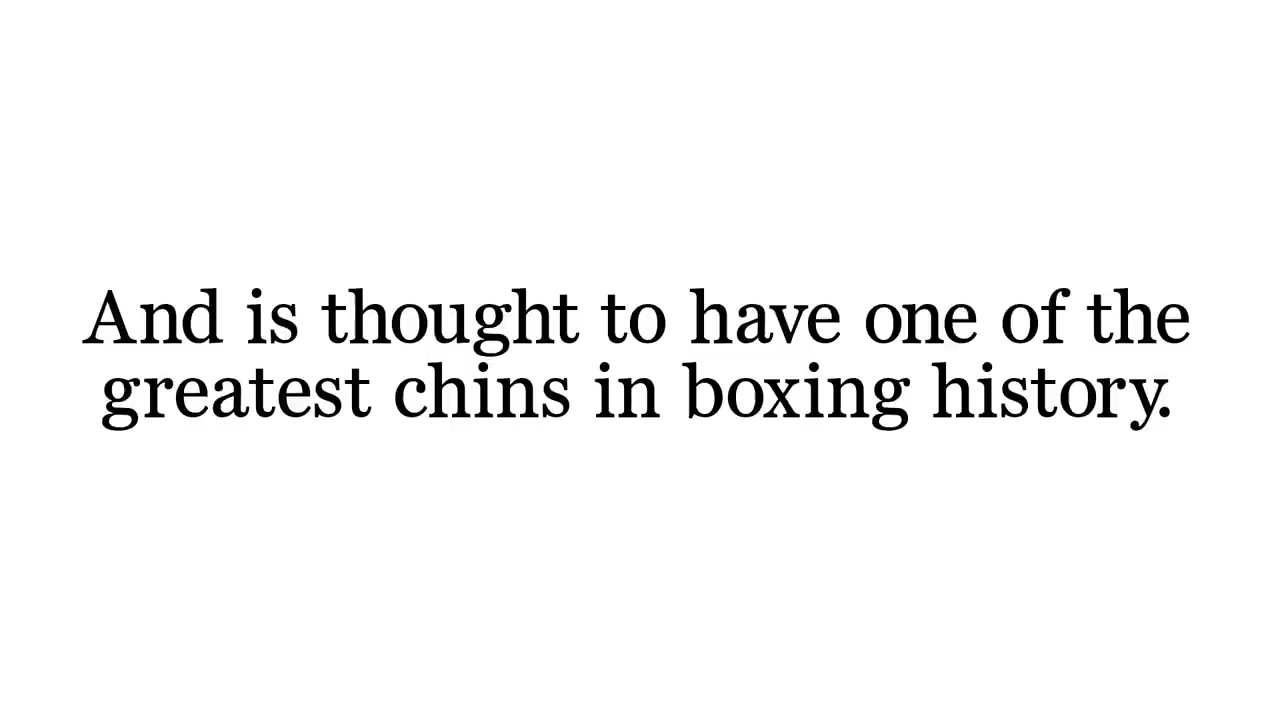 And is thought to have one of the
greatest chins in boxing history.